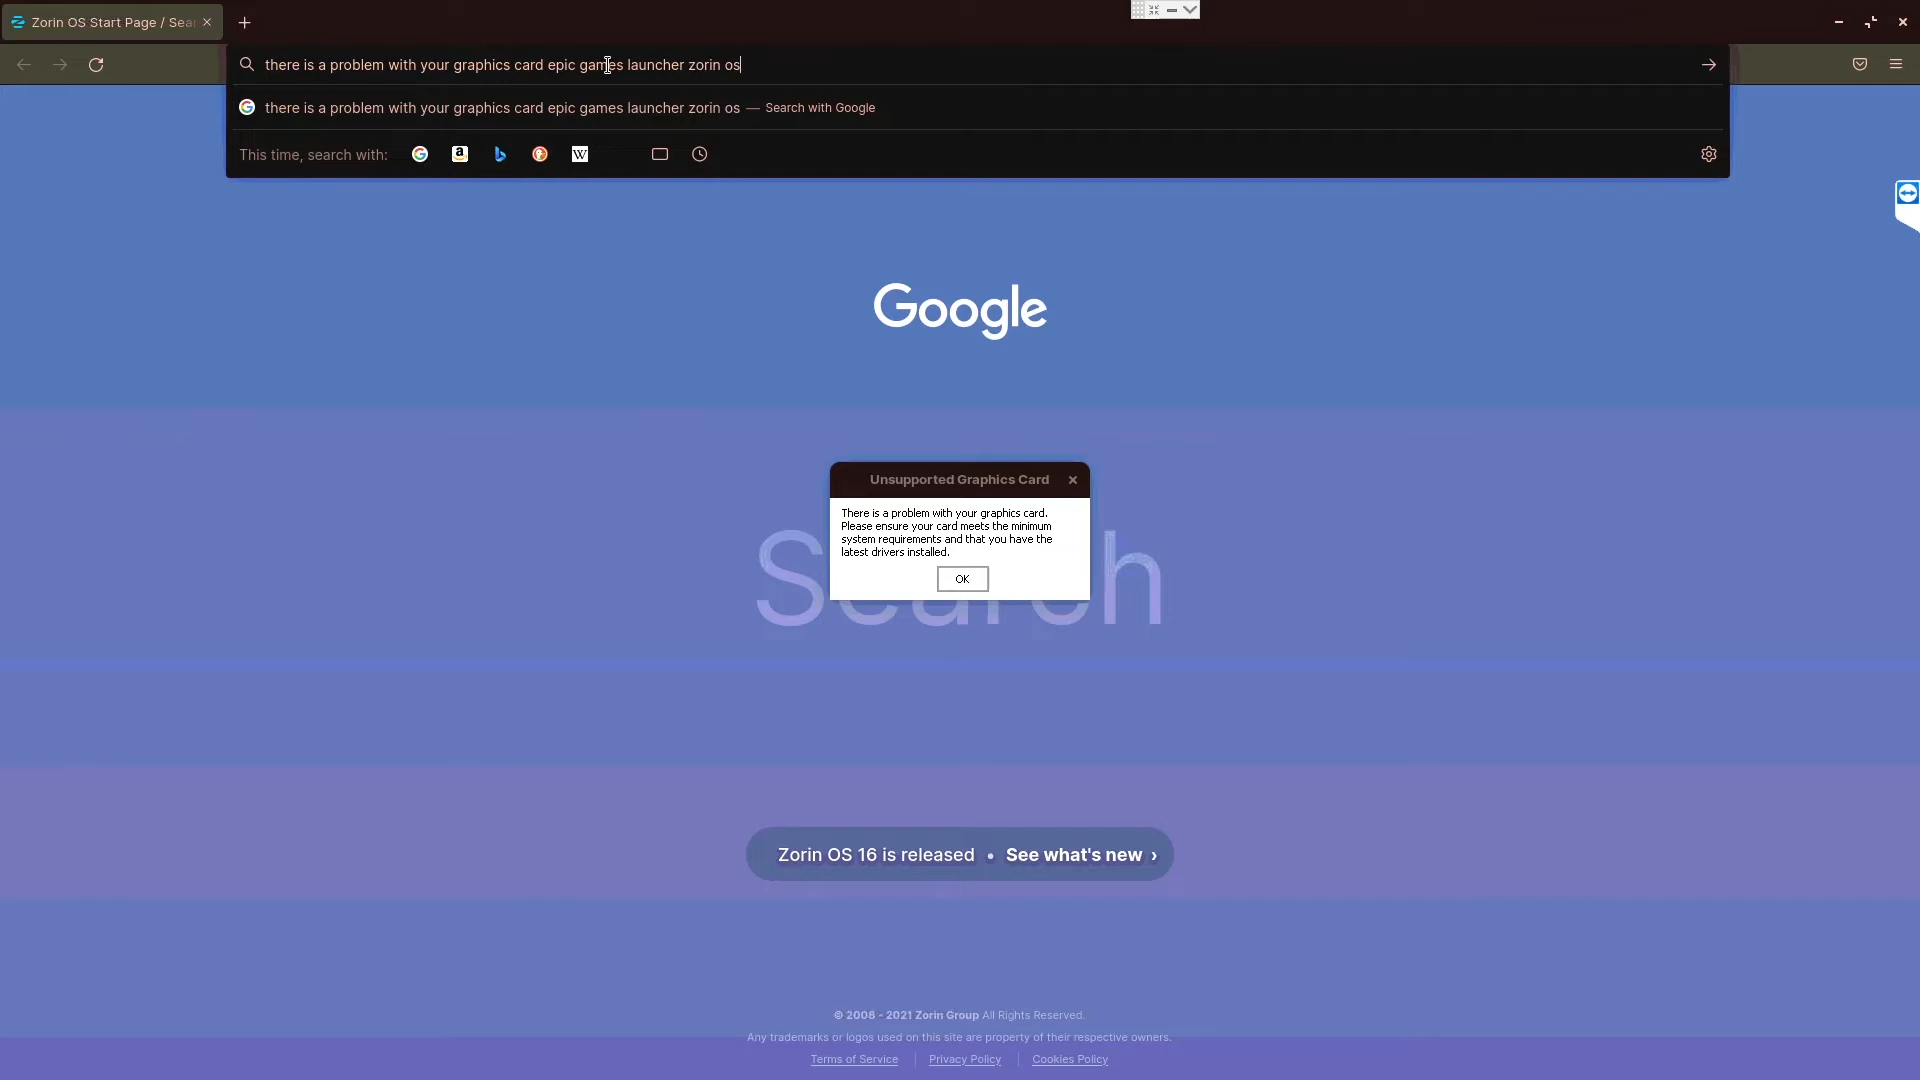 Zorin OS Start Page / Sea
there is a problem with your graphics card epic games launcher zorin os
there is a problem with your graphics card epic games launcher zorin os — Search with Google
This time, search with:
Google
Unsupported Graphics Card
There is a problem with your graphics card.
Please ensure your card meets the minimum
system requirements and that you have the
latest drivers installed.
OK
Search
Zorin OS 16 is released • See what's new ›
© 2008 - 2021 Zorin Group All Rights Reserved.
Any trademarks or logos used on this site are property of their respective owners.
Terms of Service
Privacy Policy
Cookies Policy